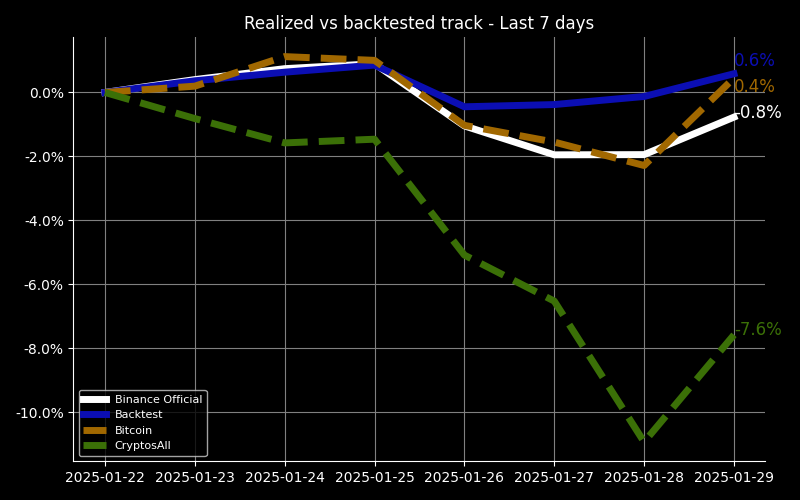 Realized vs backtested track - Last 7 days
0.6%
0.4%
-0.8%
-7.6%
0.0%
-2.0%
-4.0%
-6.0%
-8.0%
-10.0%
Binance Official
Backtest
Bitcoin
CryptosAll
2025-01-22 2025-01-23 2025-01-24 2025-01-25 2025-01-26 2025-01-27 2025-01-28 2025-01-29